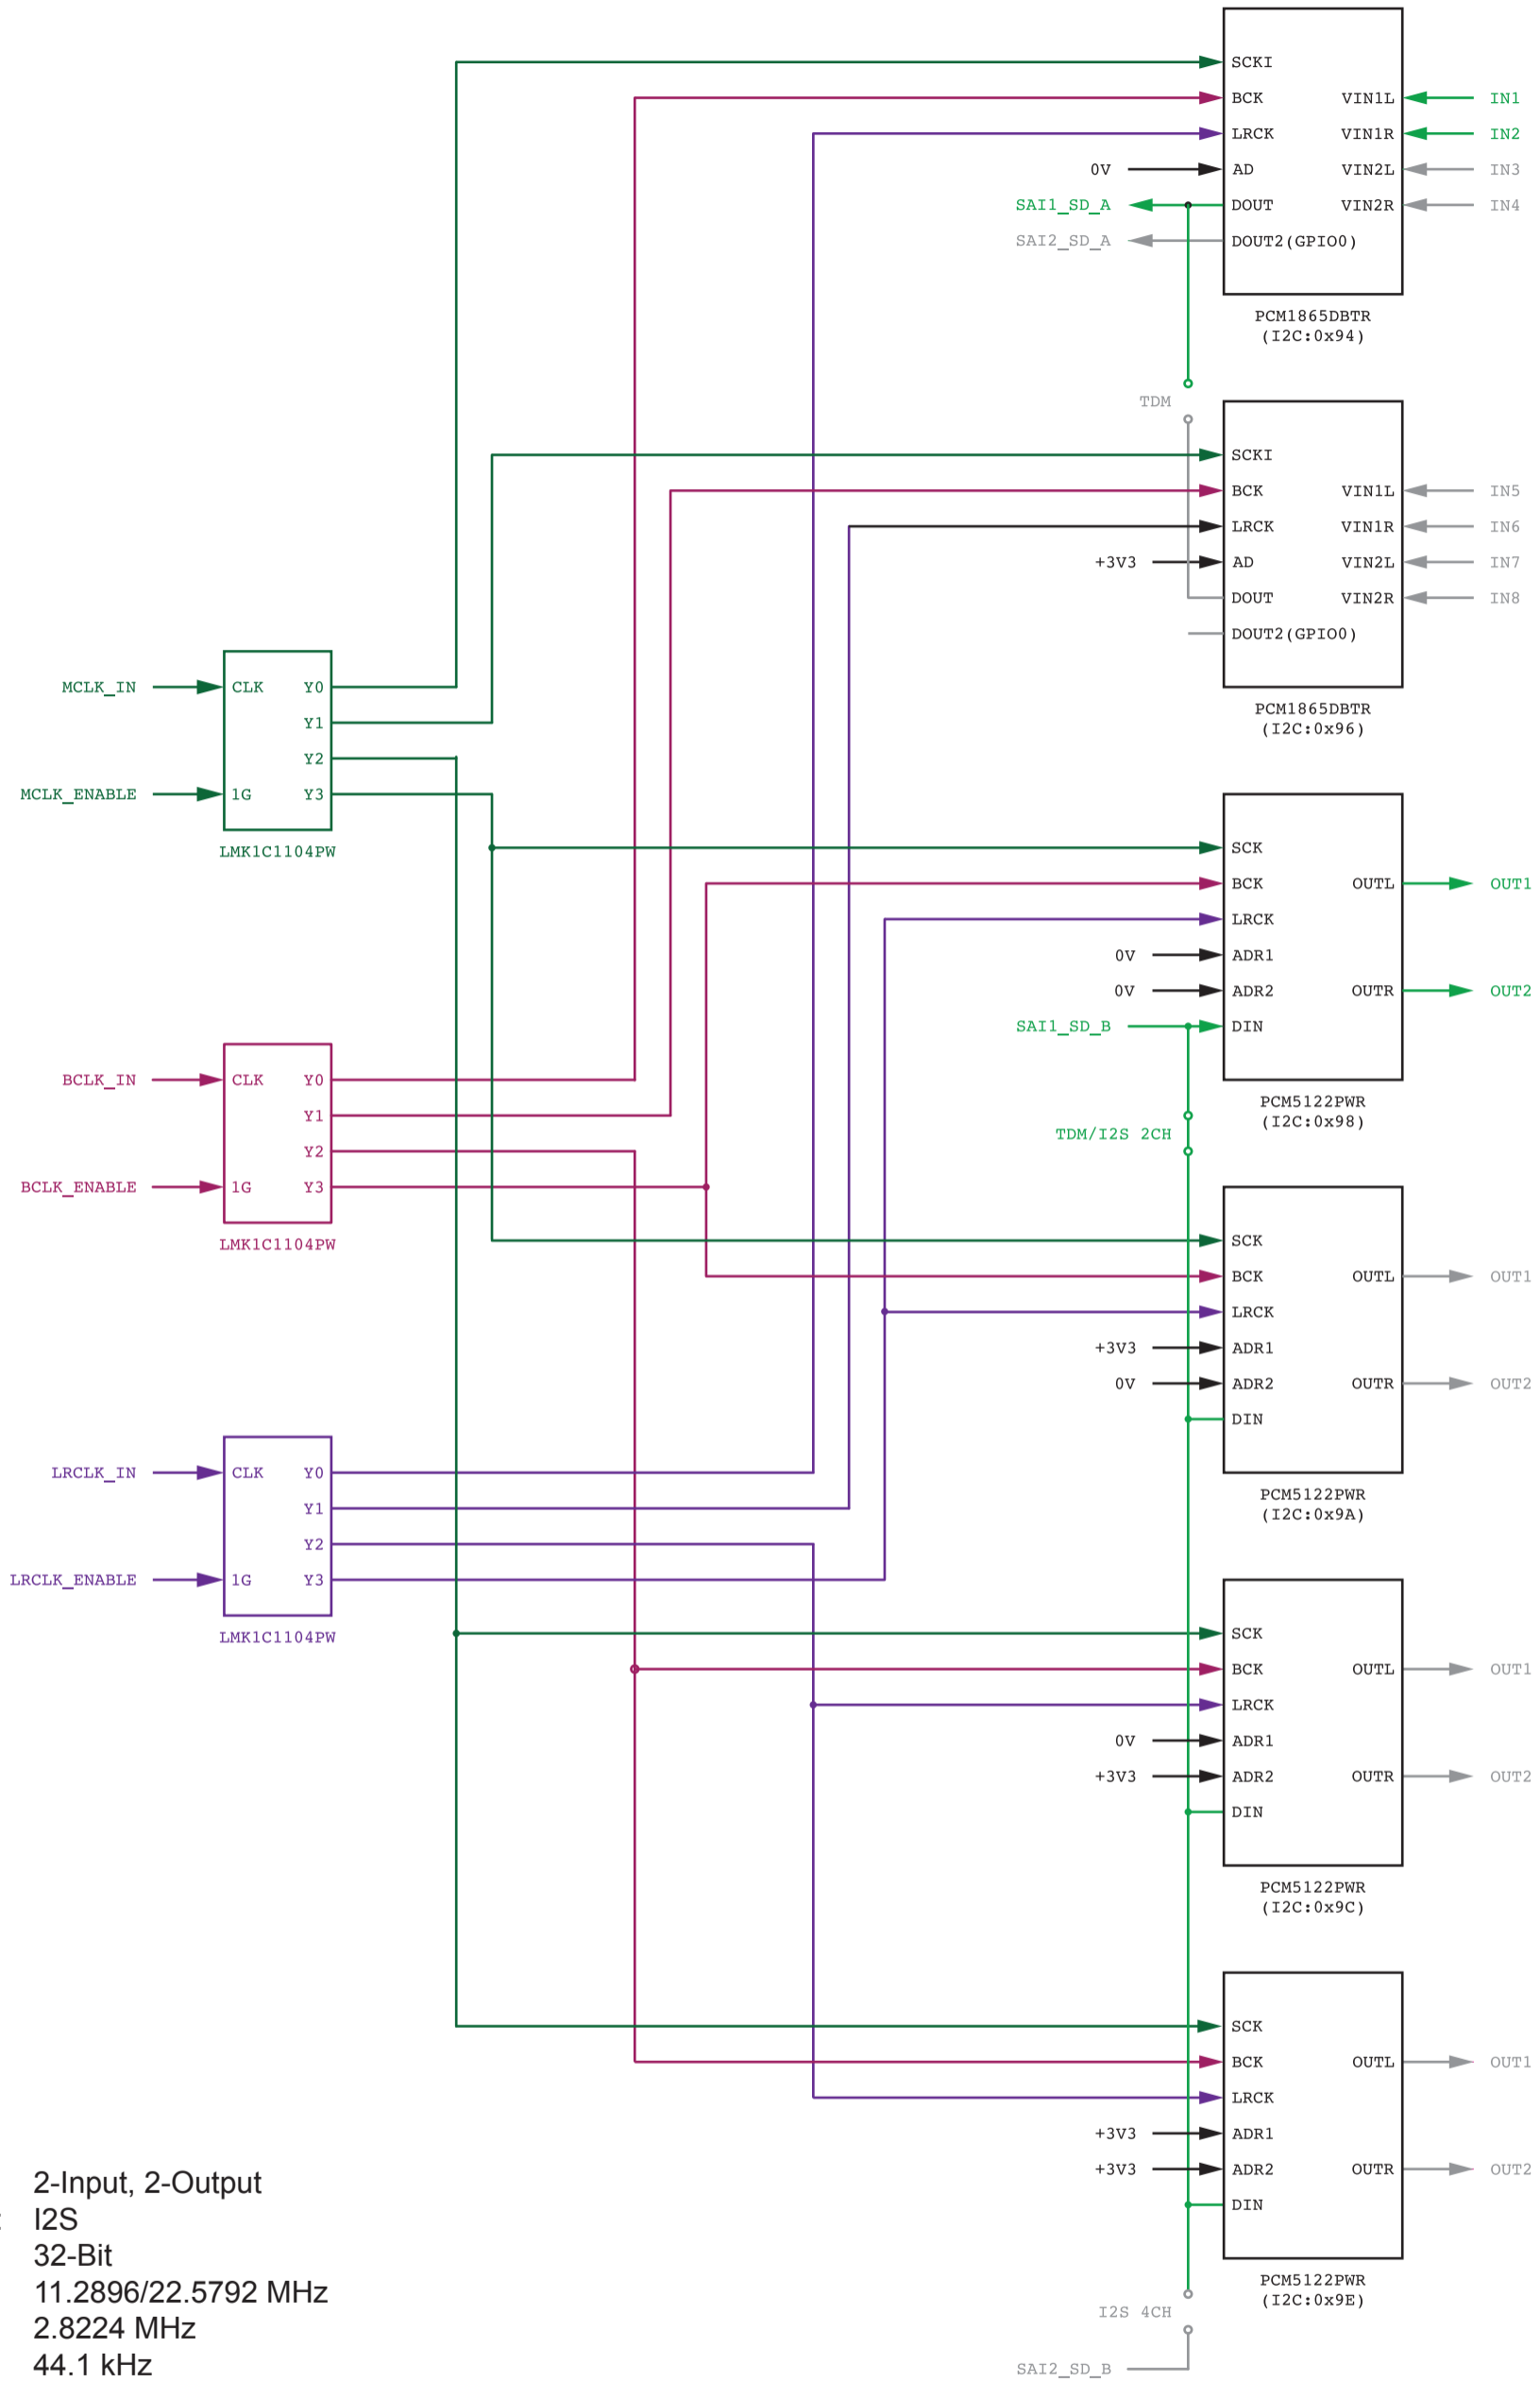 SCKI
BCK VIN1L IN1
LRCK VIN1R IN2
0V AD VIN2L IN3
SAI1_SD_A DOUT VIN2R IN4
SAI2_SD_A DOUT2(GPIO0)
PCM1865DBTR
(I2C:0x94)
TDM
SCKI
BCK VIN1L IN5
LRCK VIN1R IN6
+3V3 AD VIN2L IN7
DOUT VIN2R IN8
DOUT2(GPIO0)
PCM1865DBTR
(I2C:0x96)
MCLK_IN CLK Y0
Y1
Y2
MCLK_ENABLE 1G Y3
LMK1C1104PW
SCK
BCK OUTL OUT1
LRCK
0V ADR1
0V ADR2 OUTR OUT2
SAI1_SD_B DIN
PCM5122PWR
(I2C:0x98)
TDM/I2S 2CH
BCLK_IN CLK Y0
Y1
Y2
BCLK_ENABLE 1G Y3
LMK1C1104PW
SCK
BCK OUTL OUT1
LRCK
+3V3 ADR1
0V ADR2 OUTR OUT2
DIN
PCM5122PWR
(I2C:0x9A)
LRCLK_IN CLK Y0
Y1
Y2
LRCLK_ENABLE 1G Y3
LMK1C1104PW
SCK
BCK OUTL OUT1
LRCK
0V ADR1
+3V3 ADR2 OUTR OUT2
DIN
PCM5122PWR
(I2C:0x9C)
SCK
BCK OUTL OUT1
LRCK
+3V3 ADR1
+3V3 ADR2 OUTR OUT2
DIN
PCM5122PWR
(I2C:0x9E)
I2S 4CH
SAI2_SD_B
2-Input, 2-Output
I2S
32-Bit
11.2896/22.5792 MHz
2.8224 MHz
44.1 kHz